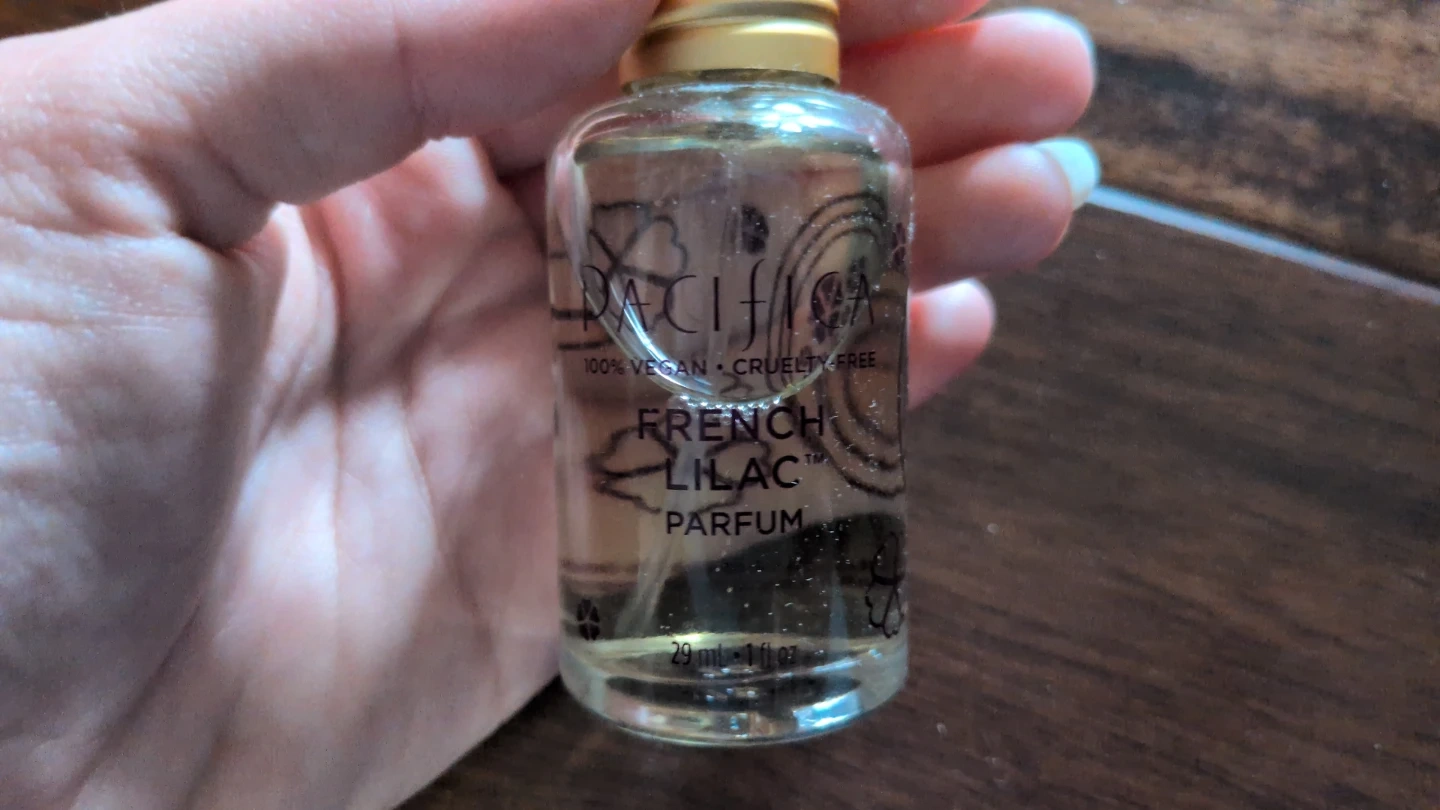 PACIfICA
100% VEGAN • CRUELTY-FREE
FRENCH
LILAC™
PARFUM
29 mL • 1 fl oz